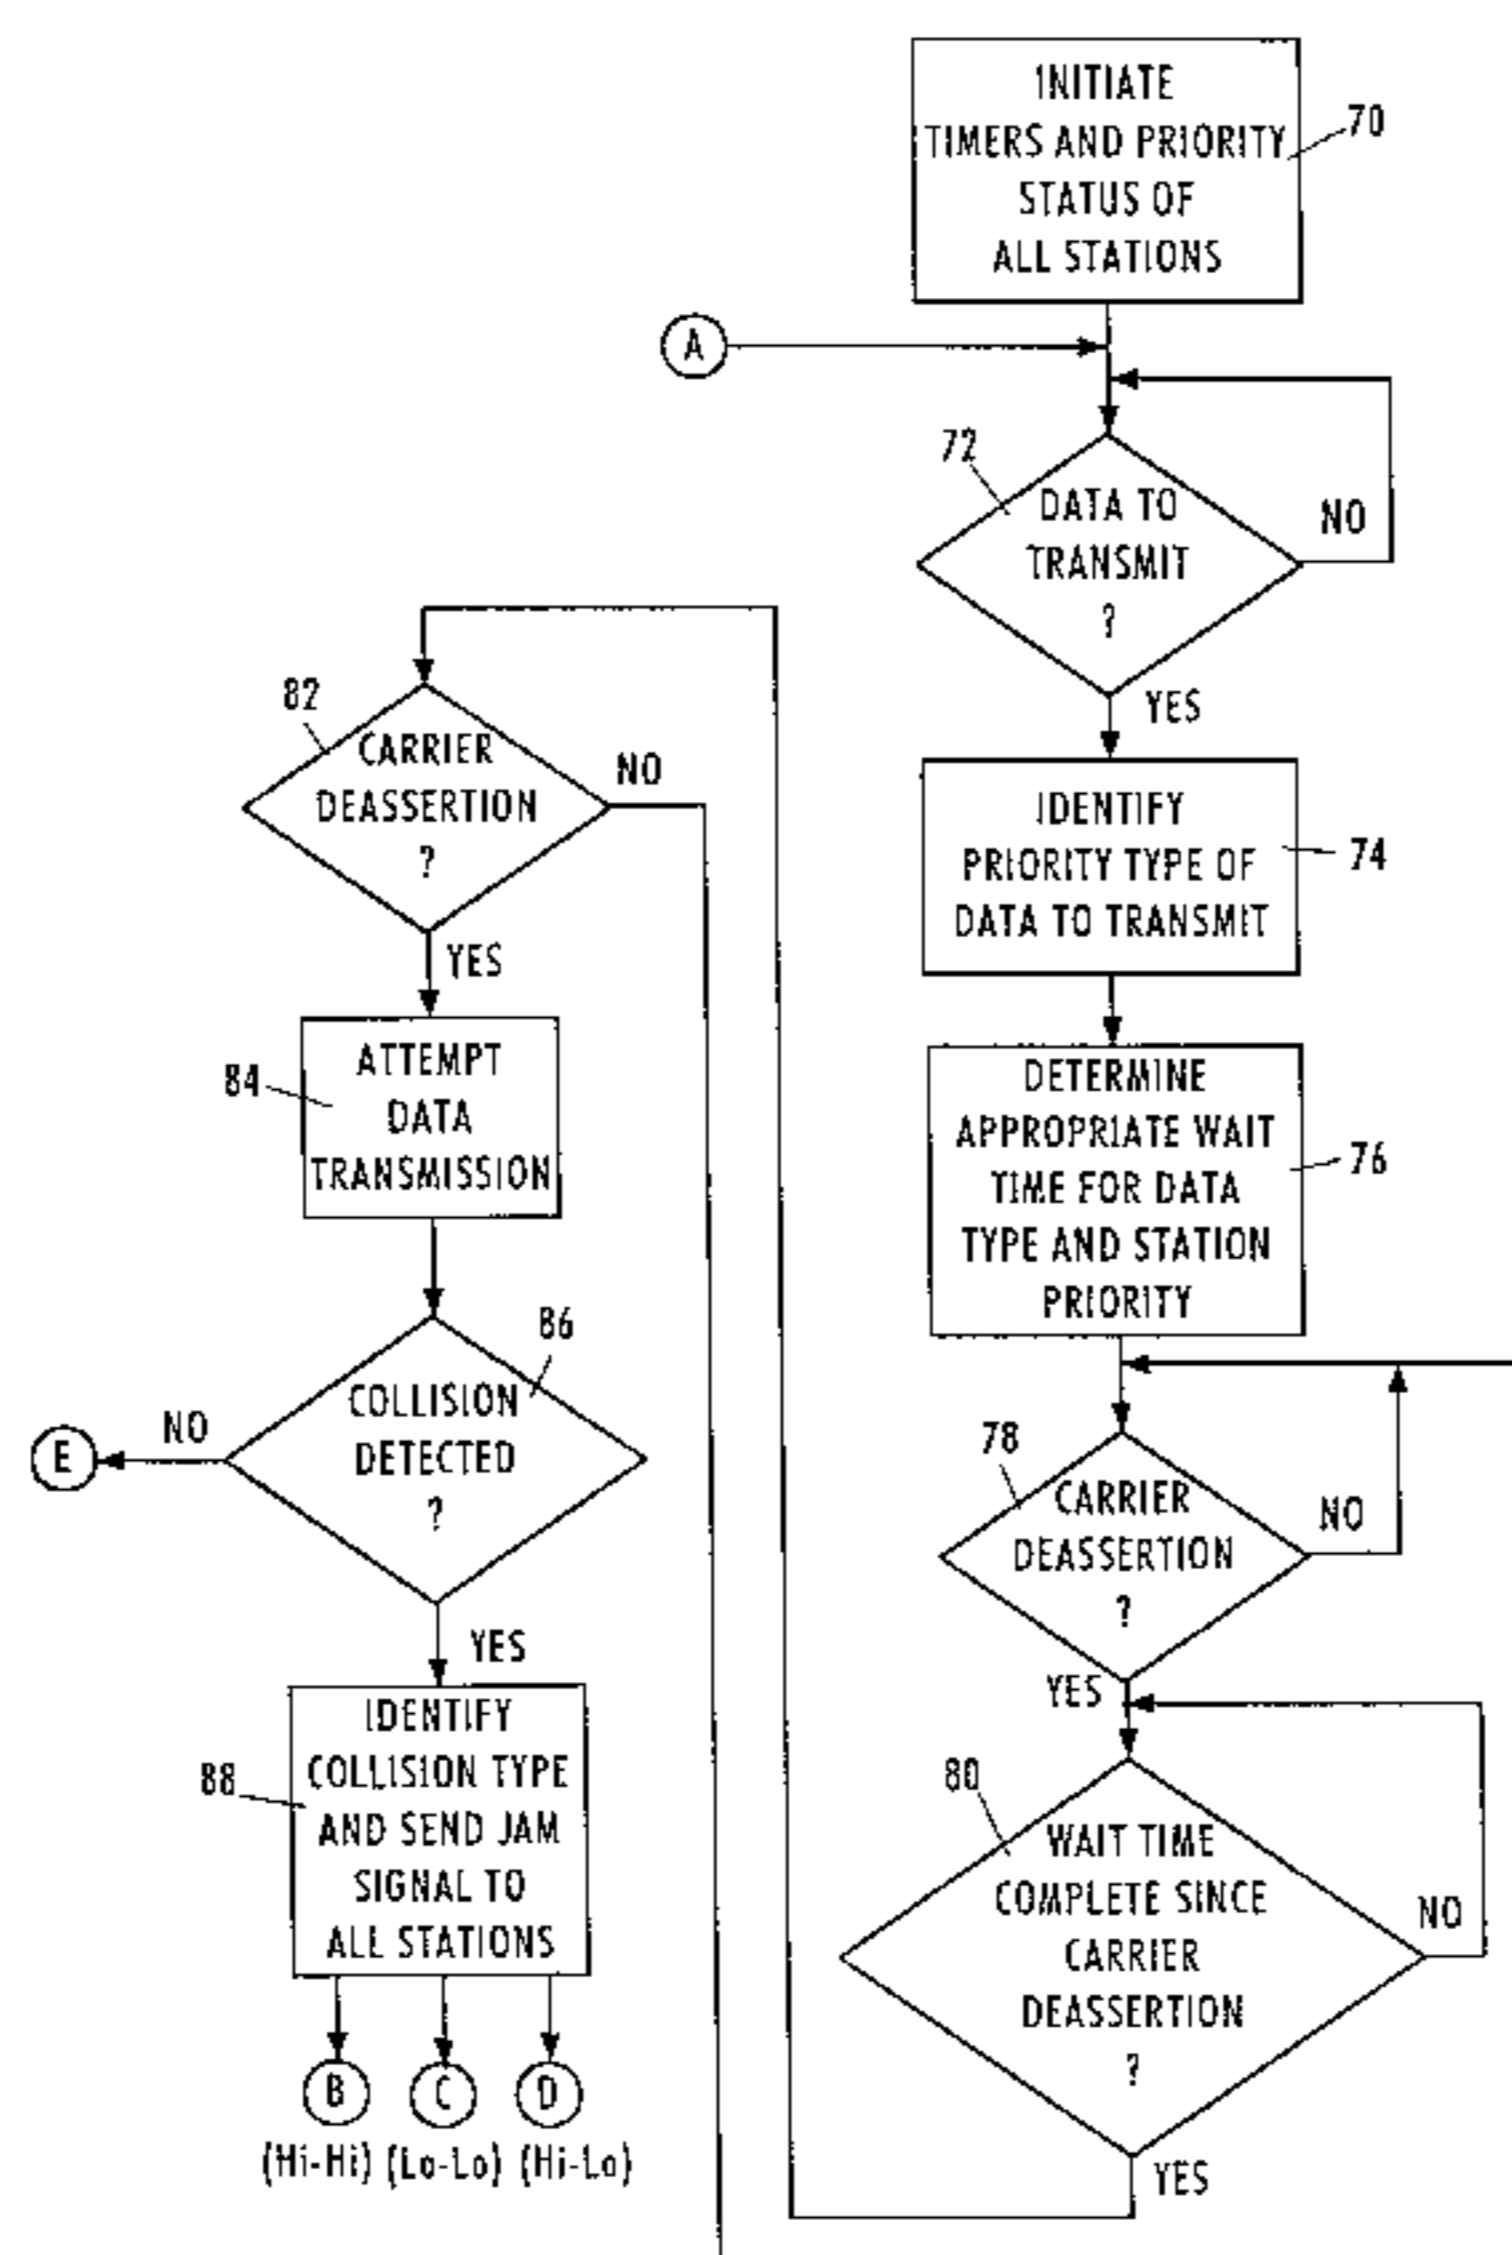 INITIATE
TIMERS AND PRIORITY
STATUS OF
ALL STATIONS
70
A
72
DATA TO
TRANSMIT
?
NO
YES
IDENTIFY
PRIORITY TYPE OF
DATA TO TRANSMIT
74
DETERMINE
APPROPRIATE WAIT
TIME FOR DATA
TYPE AND STATION
PRIORITY
76
78
CARRIER
DEASSERTION
?
NO
YES
80
WAIT TIME
COMPLETE SINCE
CARRIER
DEASSERTION
?
NO
YES
82
CARRIER
DEASSERTION
?
NO
YES
84
ATTEMPT
DATA
TRANSMISSION
86
COLLISION
DETECTED
?
NO
E
YES
88
IDENTIFY
COLLISION TYPE
AND SEND JAM
SIGNAL TO
ALL STATIONS
B C D
(Hi-Hi) (Lo-Lo) (Hi-Lo)